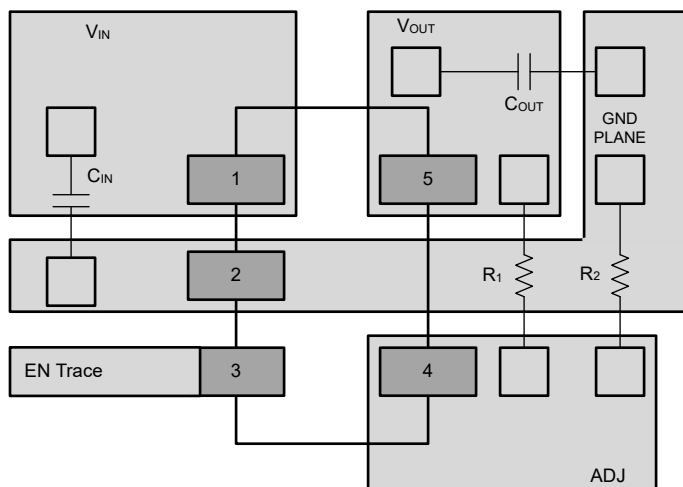 VIN
VOUT
COUT
GND
PLANE
CIN
1
5
2
R1
R2
EN Trace
3
4
ADJ